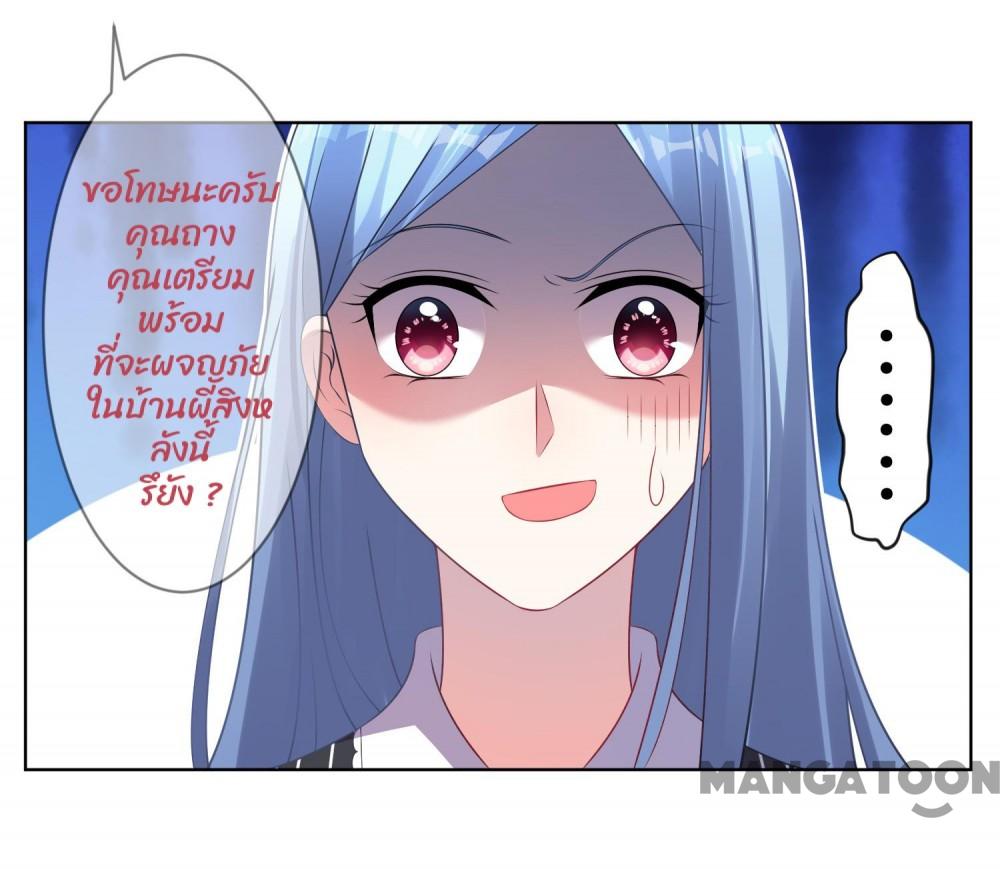 ขอโทษนะครับ
คุณถาง
คุณเตรียม
พร้อม
ที่จะผจญภัย
ในบ้านผีสิงห
ลังนี้
รึยัง ?
......
MANGATOON